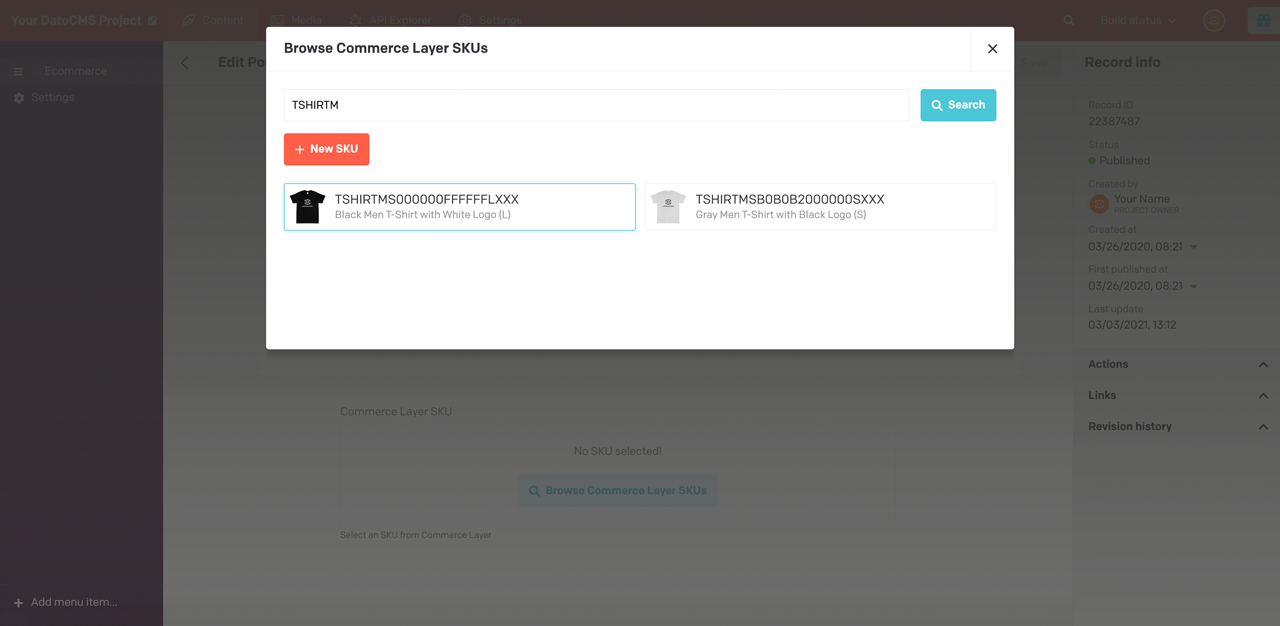 Your DatoCMS Project
Content
Media
API Explorer
Settings
Build status
Ecommerce
Settings
Edit Po
Save
Browse Commerce Layer SKUs
TSHIRTM
Search
New SKU
TSHIRTMS000000FFFFFFLXXX
Black Men T-Shirt with White Logo (L)
TSHIRTMSB0B0B2000000SXXX
Gray Men T-Shirt with Black Logo (S)
Commerce Layer SKU
No SKU selected!
Browse Commerce Layer SKUs
Select an SKU from Commerce Layer
Record info
Record ID
22387487
Status
Published
Created by
Your Name
PROJECT OWNER
Created at
03/26/2020, 08:21
First published at
03/26/2020, 08:21
Last update
03/03/2021, 13:12
Actions
Links
Revision history
Add menu item...